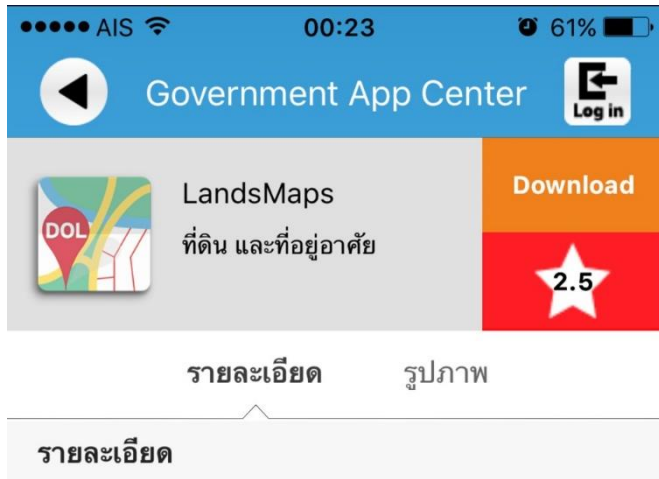 AIS 00:23 61%
Government App Center
Log in
LandsMaps
Download
DOL
ที่ดิน และที่อยู่อาศัย
2.5
รายละเอียด รูปภาพ
รายละเอียด